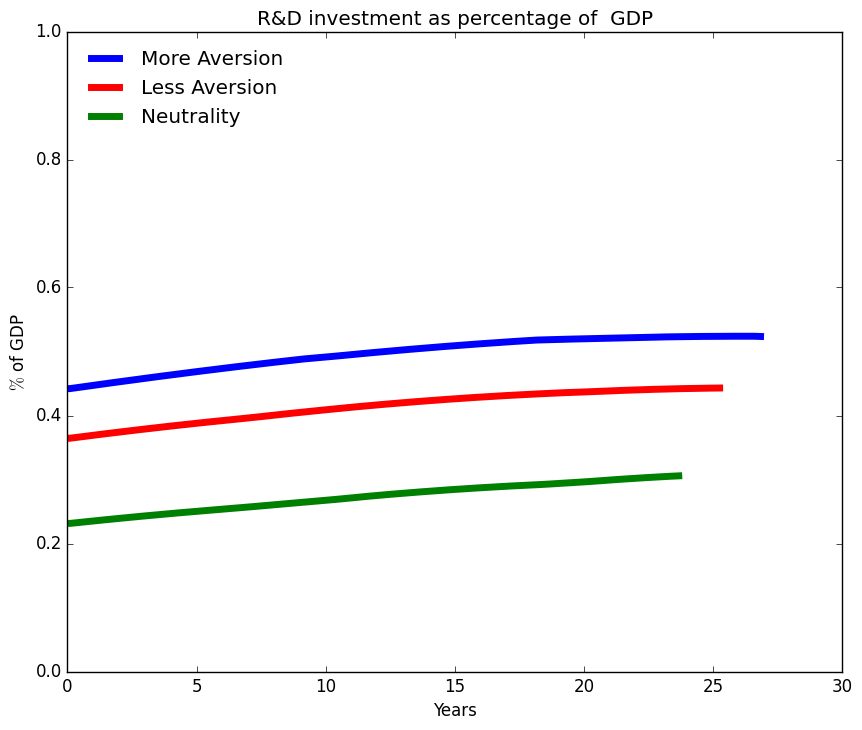 R&D investment as percentage of  GDP
More Aversion
Less Aversion
Neutrality
% of GDP
1.0
0.8
0.6
0.4
0.2
0.0
0 5 10 15 20 25 30
Years